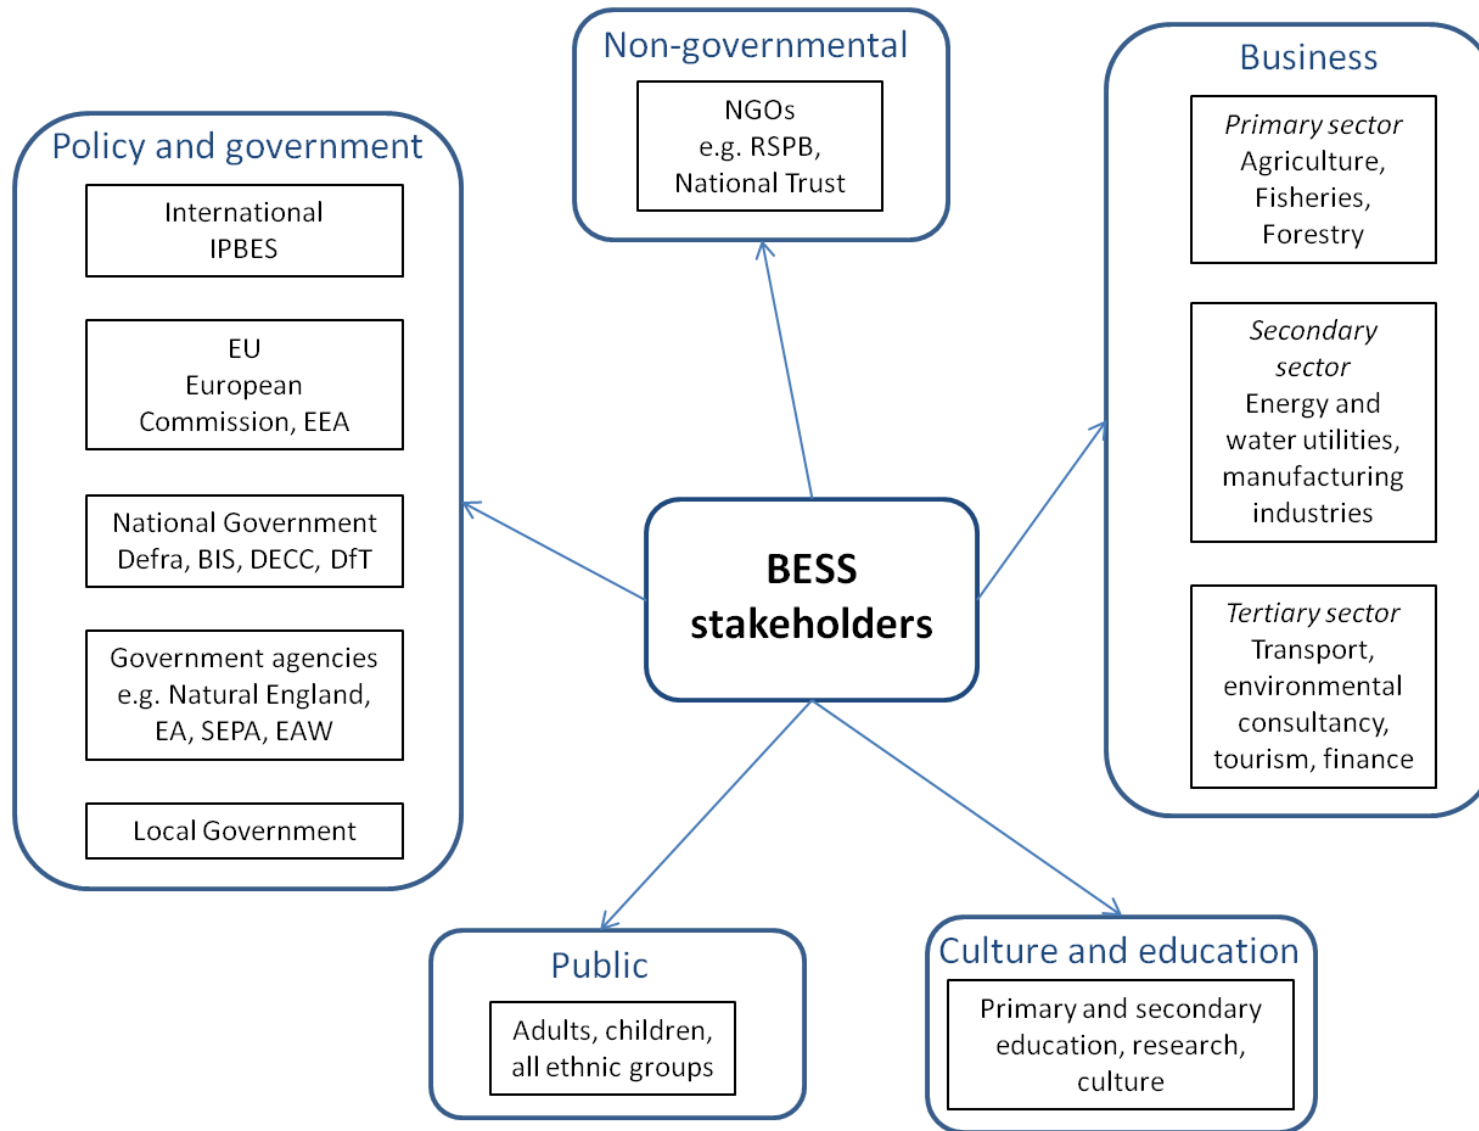 Non-governmental
NGOs
e.g. RSPB,
National Trust
Business
Primary sector
Agriculture,
Fisheries,
Forestry
Secondary
sector
Energy and
water utilities,
manufacturing
industries
Tertiary sector
Transport,
environmental
consultancy,
tourism, finance
Policy and government
International
IPBES
EU
European
Commission, EEA
National Government
Defra, BIS, DECC, DfT
Government agencies
e.g. Natural England,
EA, SEPA, EAW
Local Government
BESS
stakeholders
Public
Adults, children,
all ethnic groups
Culture and education
Primary and secondary
education, research,
culture